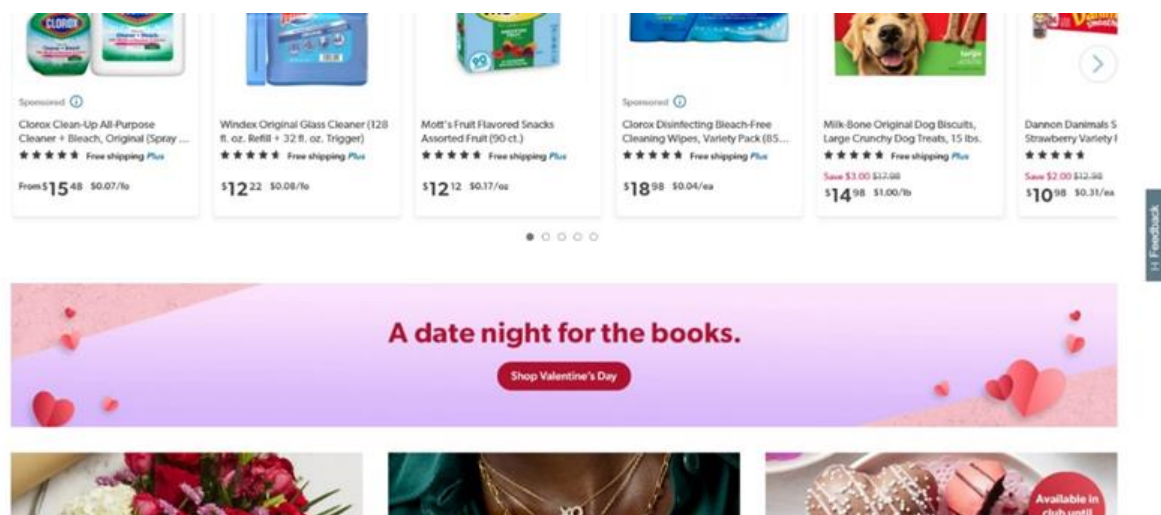 CLOROX
Sponsored
Clorox Clean-Up All-Purpose
Cleaner + Bleach, Original (Spray ...
Free shipping Plus
From $15 48 $0.07/fo
Windex Original Glass Cleaner (128
fl. oz. Refill + 32 fl. oz. Trigger)
Free shipping Plus
$12 22 $0.08/fo
90
Mott's Fruit Flavored Snacks
Assorted Fruit (90 ct.)
Free shipping Plus
$12 12 $0.17/oz
Sponsored
Clorox Disinfecting Bleach-Free
Cleaning Wipes, Variety Pack (85...
Free shipping Plus
$18 98 $0.04/ea
large
Milk-Bone Original Dog Biscuits,
Large Crunchy Dog Treats, 15 lbs.
Free shipping Plus
Save $3.00 $17.98
$14 98 $1.00/lb
Dannon Danimals S
Strawberry Variety
Save $2.00 $12.98
$10 98 $0.31/ea
Feedback
A date night for the books.
Shop Valentine's Day
XO
Available in
club until